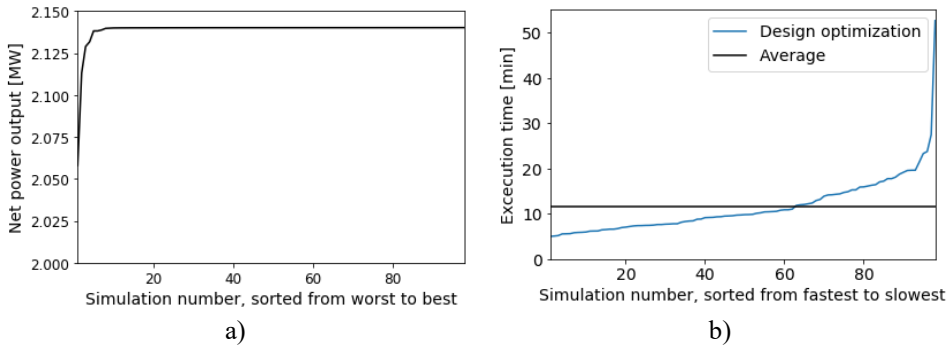 Net power output [MW]
2.150
2.125
2.100
2.075
2.050
2.025
2.000
20
40
60
80
Simulation number, sorted from worst to best
a)
Excecution time [min]
50
40
30
20
10
0
Design optimization
Average
20
40
60
80
Simulation number, sorted from fastest to slowest
b)